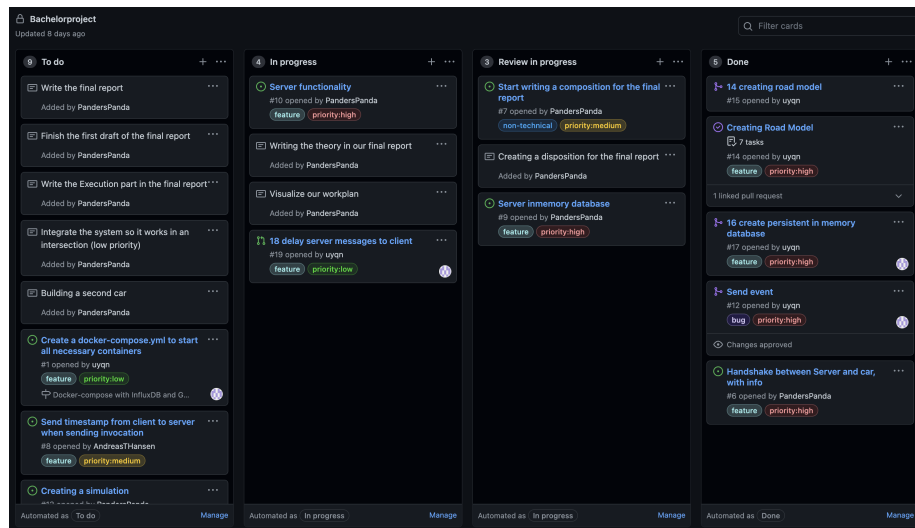 Bachelorproject
Updated 8 days ago
Filter cards
9 To do
Write the final report
Added by PandersPanda
Finish the first draft of the final report
Added by PandersPanda
Write the Execution part in the final report
Added by PandersPanda
Integrate the system so it works in an
intersection (low priority)
Added by PandersPanda
Building a second car
Added by PandersPanda
Create a docker-compose.yml to start
all necessary containers
#1 opened by uyqn
feature priority:low
Docker-compose with InfluxDB and G...
Send timestamp from client to server
when sending invocation
#8 opened by AndreasTHansen
feature priority:medium
Creating a simulation
Automated as To do Manage
4 In progress
Server functionality
#10 opened by PandersPanda
feature priority:high
Writing the theory in our final report
Added by PandersPanda
Visualize our workplan
Added by PandersPanda
18 delay server messages to client
#19 opened by uyqn
feature priority:low
Automated as In progress Manage
3 Review in progress
Start writing a composition for the final
report
#7 opened by PandersPanda
non-technical priority:medium
Creating a disposition for the final report
Added by PandersPanda
Server inmemory database
#9 opened by PandersPanda
feature priority:high
Automated as In progress Manage
5 Done
14 creating road model
#15 opened by uyqn
Creating Road Model
7 tasks
#14 opened by uyqn
feature priority:high
1 linked pull request
16 create persistent in memory
database
#17 opened by uyqn
feature priority:high
Send event
#12 opened by uyqn
bug priority:high
Changes approved
Handshake between Server and car,
with info
#6 opened by PandersPanda
feature priority:high
Automated as Done Manage